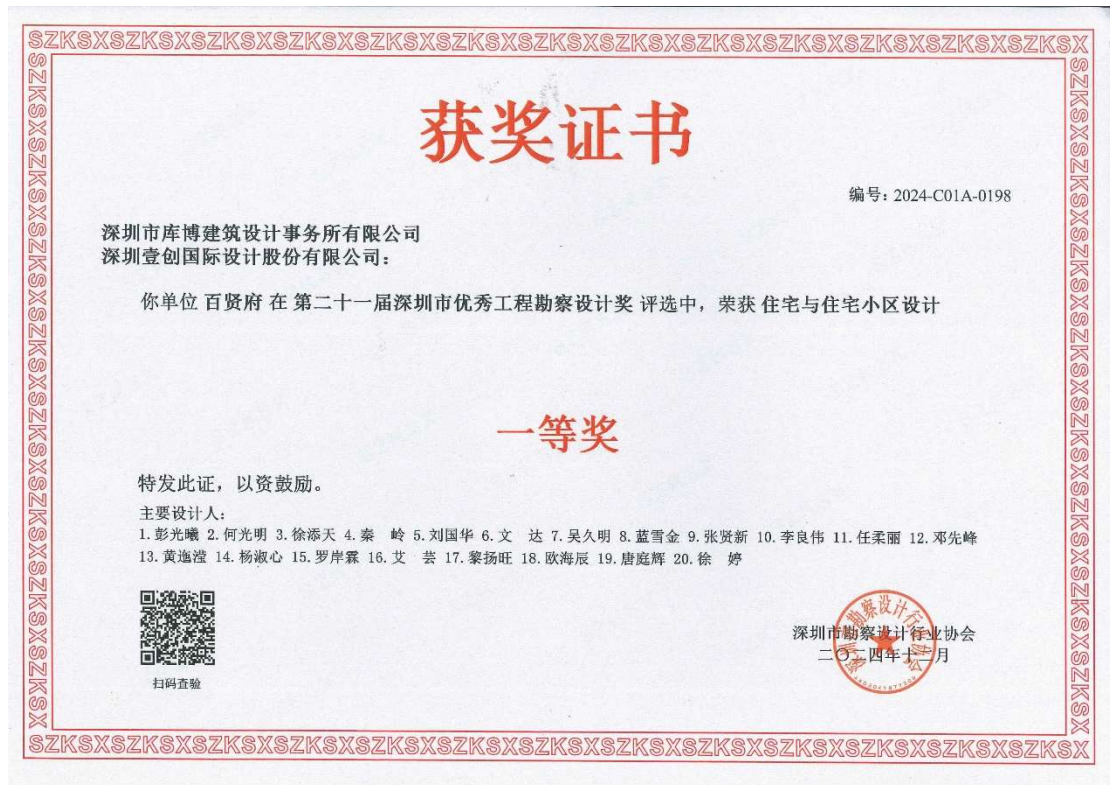 SZKSXSZKSXSZKSXSZKSXSZKSXSZKSXSZKSXSZKSXSZKSXSZKSXSZKSX
获奖证书
编号：2024-C01A-0198
深圳市库博建筑设计事务所有限公司
深圳壹创国际设计股份有限公司：
你单位 百贤府 在 第二十一届深圳市优秀工程勘察设计奖 评选中，荣获 住宅与住宅小区设计
一等奖
特发此证，以资鼓励。
主要设计人：
1.彭光曦 2.何光明 3.徐添天 4.秦　岭 5.刘国华 6.文　达 7.吴久明 8.蓝雪金 9.张贤新 10.李良伟 11.任柔丽 12.邓先峰
13.黄迤滢 14.杨淑心 15.罗岸霖 16.艾　芸 17.黎扬旺 18.欧海辰 19.唐庭辉 20.徐　婷
扫码查验
深圳市勘察设计行业协会
二〇二四年十 月
SZKSXSZKSXSZKSXSZKSXSZKSXSZKSXSZKSXSZKSXSZKSXSZKSXSZKSX